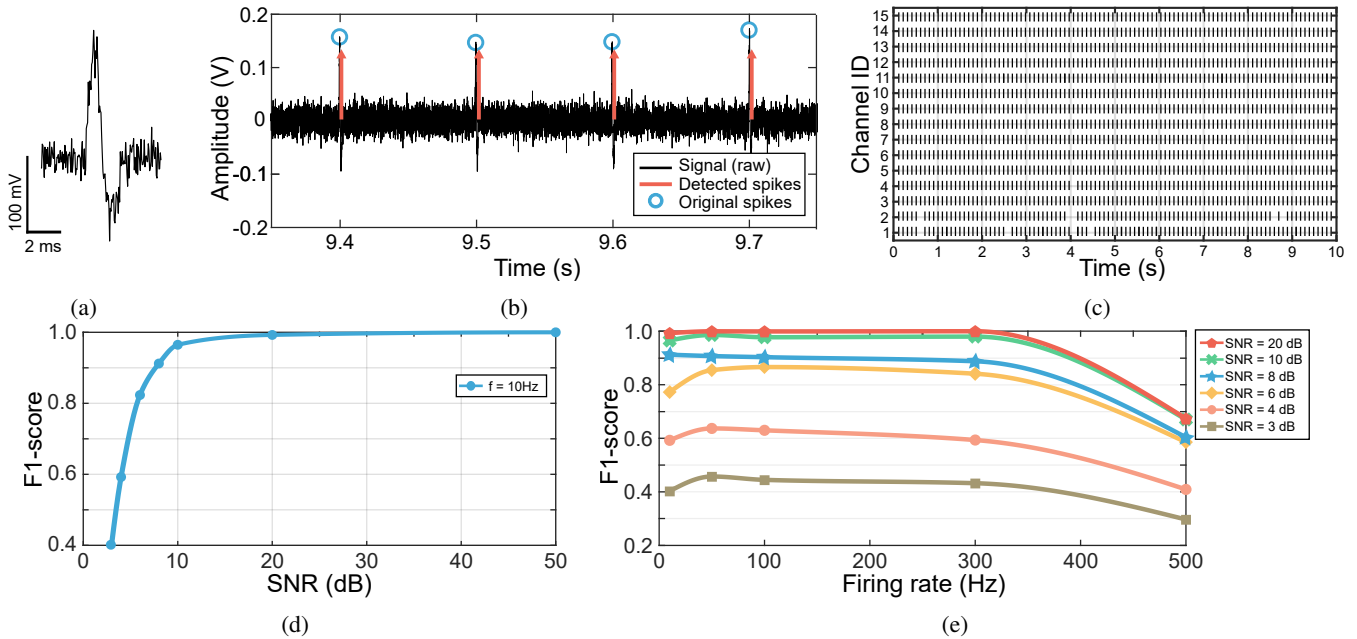 100 mV
2 ms
(a)
Amplitude (V)
0.2
0.1
0
-0.1
-0.2
9.4 9.5 9.6 9.7
Time (s)
Signal (raw)
Detected spikes
Original spikes
(b)
Channel ID
15
14
13
12
11
10
9
8
7
6
5
4
3
2
1
0 1 2 3 4 5 6 7 8 9 10
Time (s)
(c)
F1-score
1.0
0.8
0.6
0.4
0 10 20 30 40 50
SNR (dB)
f = 10Hz
(d)
F1-score
1.0
0.8
0.6
0.4
0.2
0 100 200 300 400 500
Firing rate (Hz)
SNR = 20 dB
SNR = 10 dB
SNR = 8 dB
SNR = 6 dB
SNR = 4 dB
SNR = 3 dB
(e)